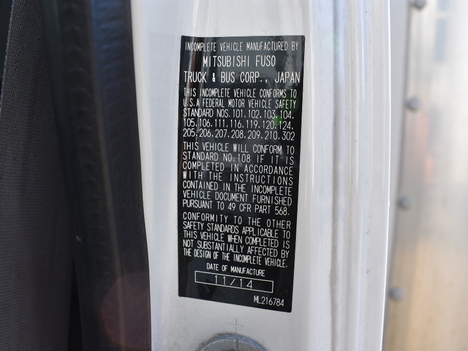 INCOMPLETE VEHICLE MANUFACTURED BY
MITSUBISHI FUSO
TRUCK & BUS CORP., JAPAN
THIS INCOMPLETE VEHICLE CONFORMS TO
U.S.A FEDERAL MOTOR VEHICLE SAFETY
STANDARD NOS.101.102.103.104.
105.106.111.116.119.120.124.
205.206.207.208.209.210.302
THIS VEHICLE WILL CONFORM TO
STANDARD NO.108 IF IT IS
COMPLETED IN ACCORDANCE
WITH THE INSTRUCTIONS
CONTAINED IN THE INCOMPLETE
VEHICLE DOCUMENT FURNISHED
PURSUANT TO 49 CFR PART 568.
CONFORMITY TO THE OTHER
SAFETY STANDARDS APPLICABLE TO
THIS VEHICLE WHEN COMPLETED IS
NOT SUBSTANTIALLY AFFECTED BY
THE DESIGN OF THE INCOMPLETE VEHICLE.
DATE OF MANUFACTURE
11/14
ML216784